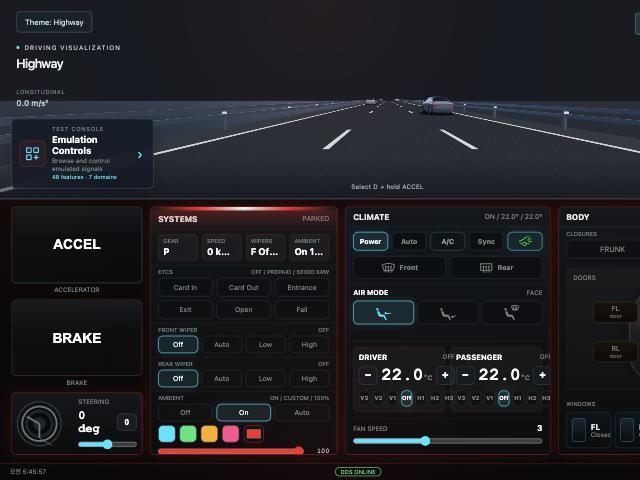 Theme: Highway
DRIVING VISUALIZATION
Highway
LONGITUDINAL
0.0 m/s²
TEST CONSOLE
Emulation
Controls
Browse and control
emulated signals
48 features · 7 domains
Select D + hold ACCEL
ACCEL
ACCELERATOR
BRAKE
BRAKE
STEERING
0
deg
0
SYSTEMS
PARKED
GEAR
P
SPEED
0 k...
WIPERS
F Of...
AMBIENT
On 1...
ETCS
OFF / PREPAID / 50000 KRW
Card In
Card Out
Entrance
Exit
Open
Fail
FRONT WIPER
OFF
Off
Auto
Low
High
REAR WIPER
OFF
Off
Auto
Low
High
AMBIENT
ON / CUSTOM / 100%
Off
On
Auto
100
CLIMATE
ON / 22.0° / 22.0°
Power
Auto
A/C
Sync
Front
Rear
AIR MODE
FACE
DRIVER
OFF
− 22.0 °C +
V3 V2 V1 Off H1 H2 H3
PASSENGER
OFF
− 22.0 °C +
V3 V2 V1 Off H1 H2 H3
FAN SPEED
3
BODY
CLOSURES
FRUNK
DOORS
FL
door
RL
door
WINDOWS
FL
Closed
FR
오전 5:45:57
DDS ONLINE